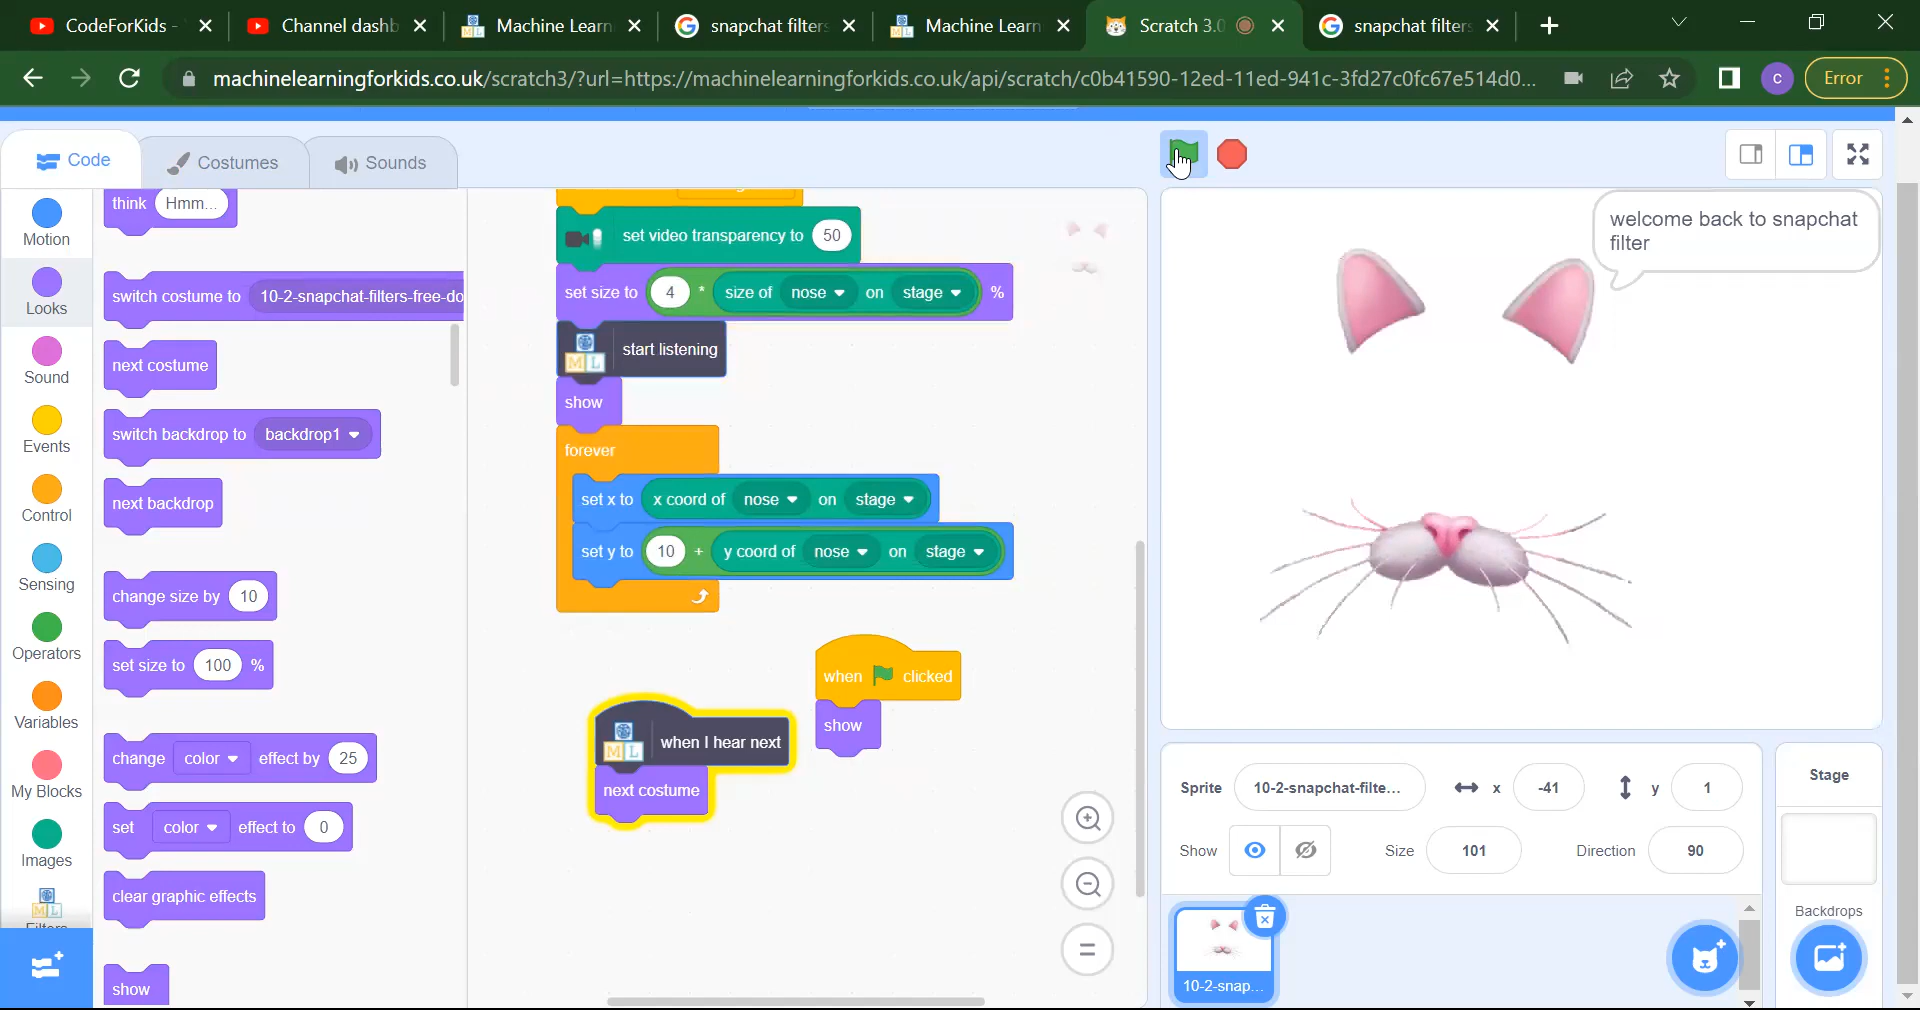 CodeForKids -
Channel dashb
Machine Learn
snapchat filters
Machine Learn
Scratch 3.0
snapchat filters
machinelearningforkids.co.uk/scratch3/?url=https://machinelearningforkids.co.uk/api/scratch/c0b41590-12ed-11ed-941c-3fd27c0fc67e514d0...
C
Error
Code
Costumes
Sounds
Motion
Looks
Sound
Events
Control
Sensing
Operators
Variables
My Blocks
Images
think Hmm...
switch costume to 10-2-snapchat-filters-free-do
next costume
switch backdrop to backdrop1
next backdrop
change size by 10
set size to 100 %
change color effect by 25
set color effect to 0
clear graphic effects
show
set video transparency to 50
set size to 4 * size of nose on stage %
ML start listening
show
forever
set x to x coord of nose on stage
set y to 10 + y coord of nose on stage
when clicked
show
ML when I hear next
next costume
welcome back to snapchat
filter
Sprite 10-2-snapchat-filte... x -41 y 1
Show Size 101 Direction 90
10-2-snap...
Stage
Backdrops